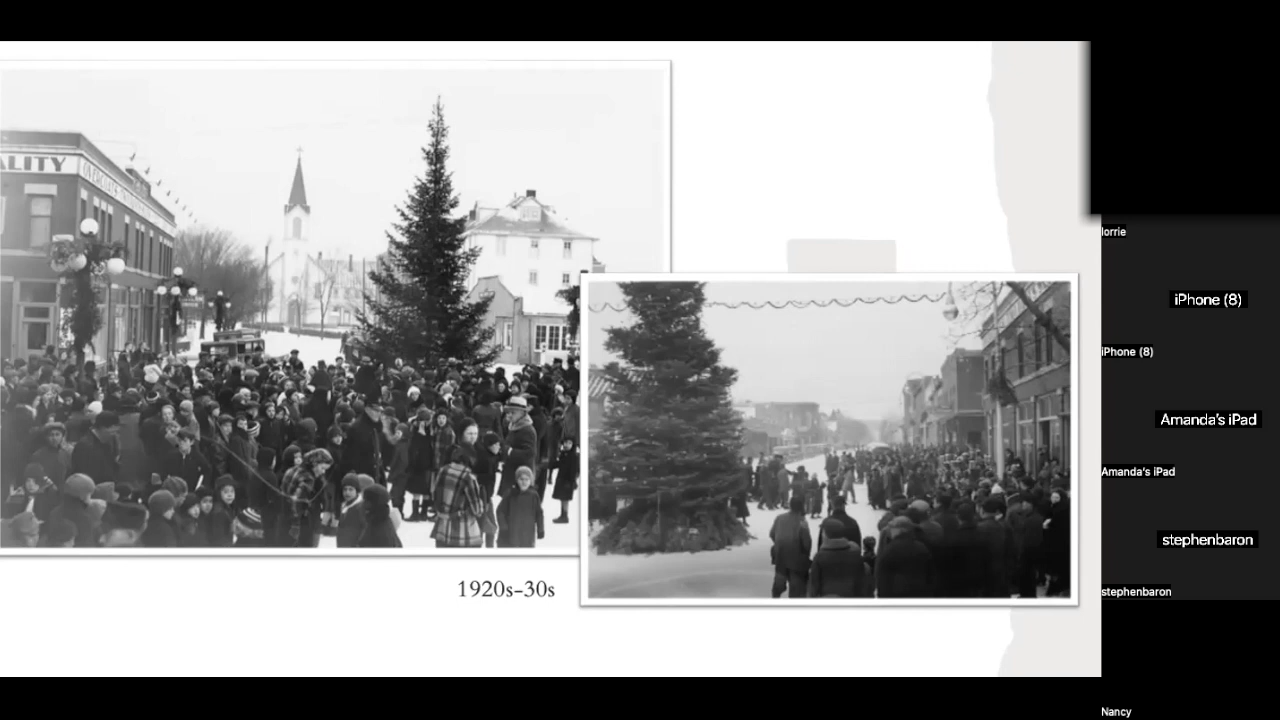 ALITY
1920s-30s
lorrie
iPhone (8)
iPhone (8)
Amanda's iPad
Amanda's iPad
stephenbaron
stephenbaron
Nancy